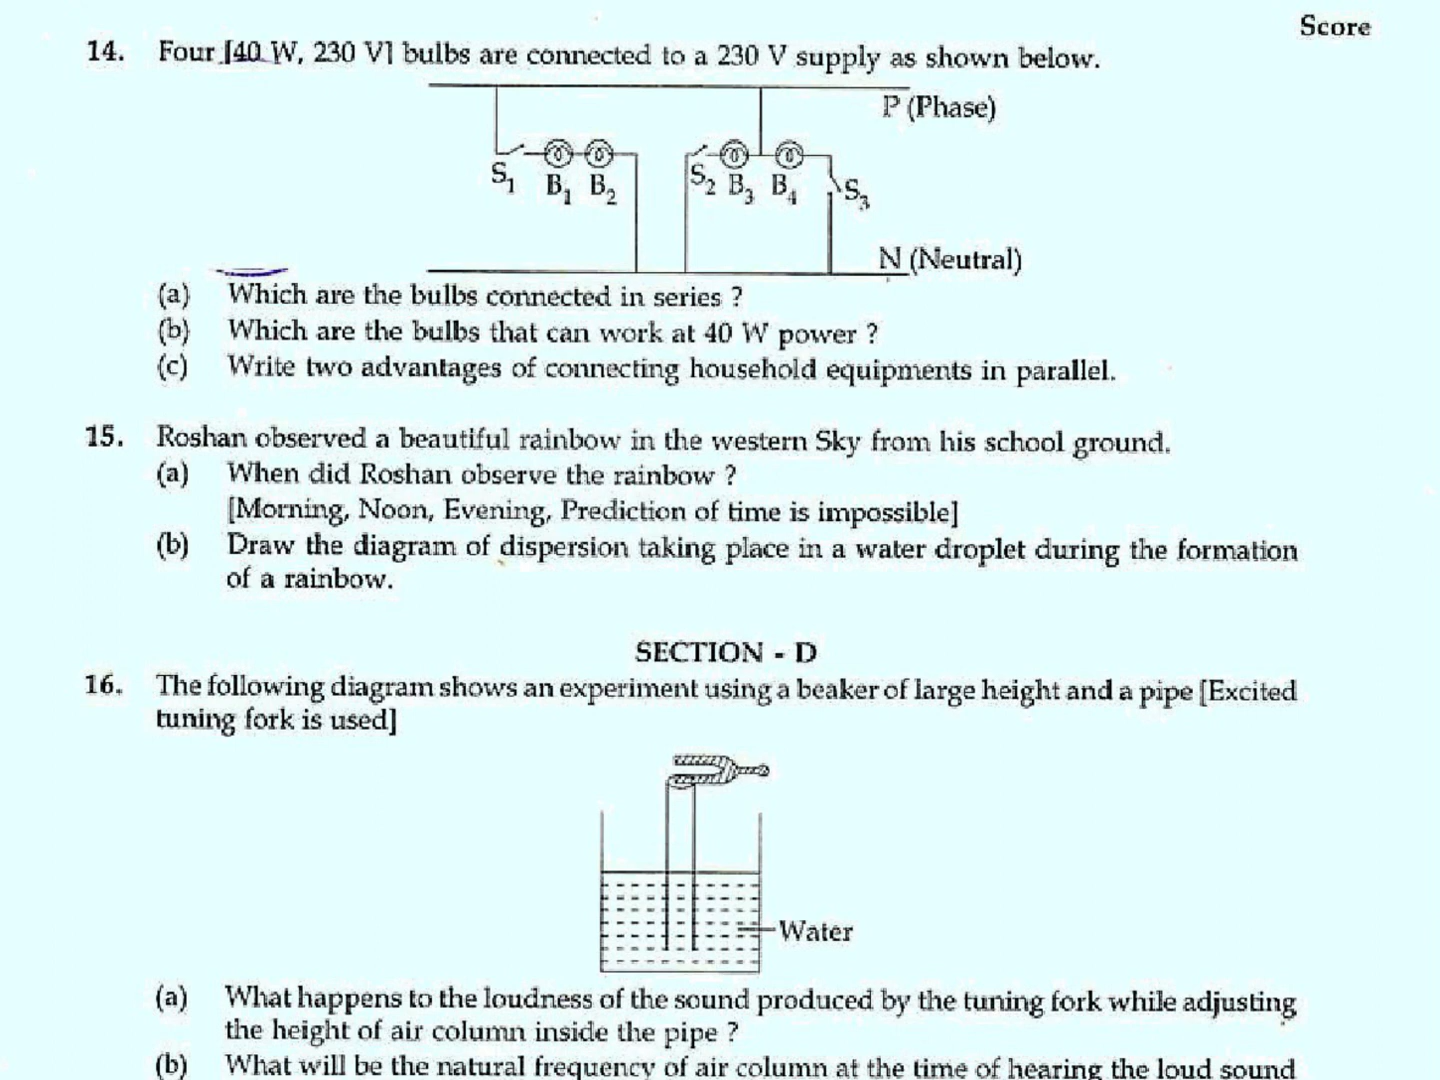 Score
14. Four [40 W, 230 V] bulbs are connected to a 230 V supply as shown below.
P (Phase)
S1 B1 B2 S2 B3 B4 S3
N (Neutral)
(a) Which are the bulbs connected in series ?
(b) Which are the bulbs that can work at 40 W power ?
(c) Write two advantages of connecting household equipments in parallel.
15. Roshan observed a beautiful rainbow in the western Sky from his school ground.
(a) When did Roshan observe the rainbow ?
[Morning, Noon, Evening, Prediction of time is impossible]
(b) Draw the diagram of dispersion taking place in a water droplet during the formation
of a rainbow.
SECTION - D
16. The following diagram shows an experiment using a beaker of large height and a pipe [Excited
tuning fork is used]
Water
(a) What happens to the loudness of the sound produced by the tuning fork while adjusting
the height of air column inside the pipe ?
(b) What will be the natural frequency of air column at the time of hearing the loud sound